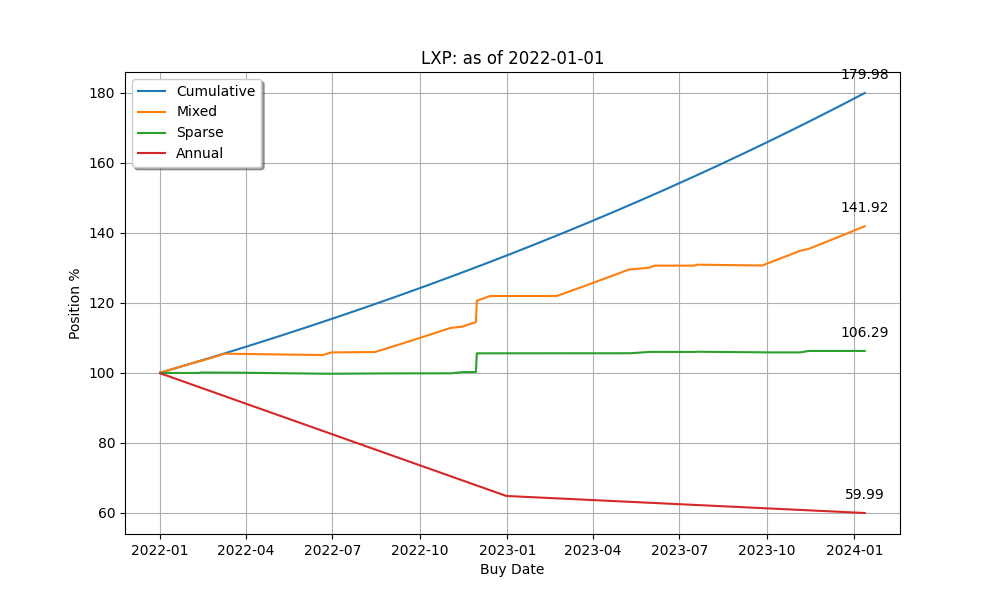 LXP: as of 2022-01-01
179.98
Cumulative
Mixed
Sparse
Annual
141.92
106.29
59.99
Position %
180
160
140
120
100
80
60
2022-01 2022-04 2022-07 2022-10 2023-01 2023-04 2023-07 2023-10 2024-01
Buy Date